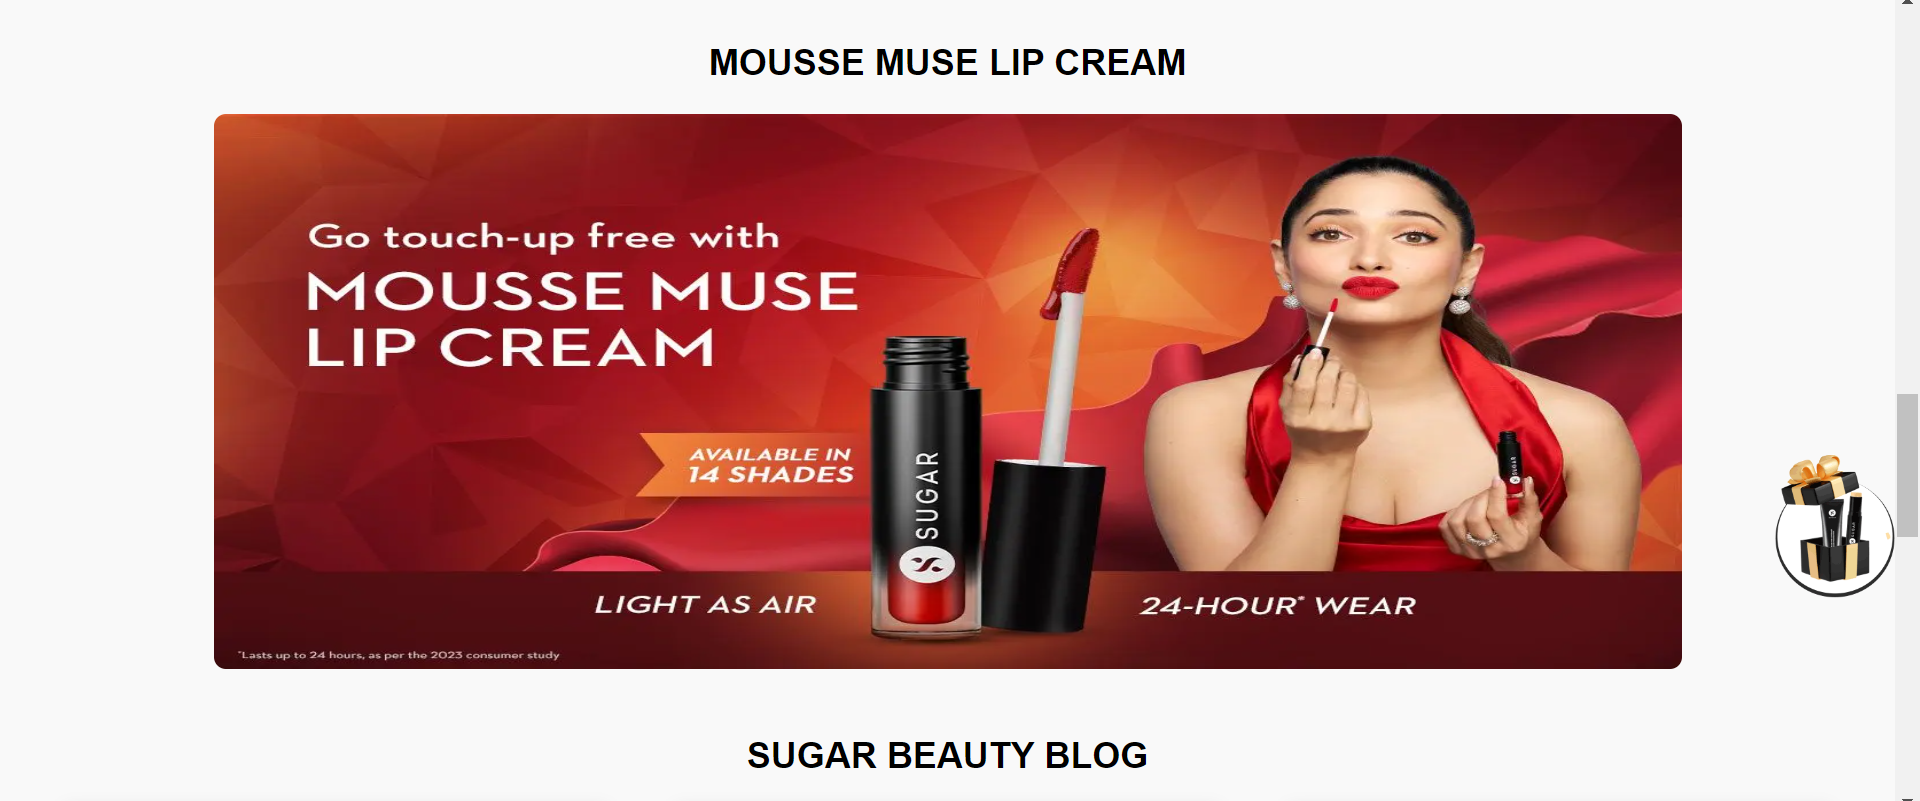 MOUSSE MUSE LIP CREAM
Go touch-up free with
MOUSSE MUSE
LIP CREAM
AVAILABLE IN
14 SHADES
SUGAR
SUGAR
LIGHT AS AIR
24-HOUR* WEAR
*Lasts up to 24 hours, as per the 2023 consumer study
SUGAR BEAUTY BLOG